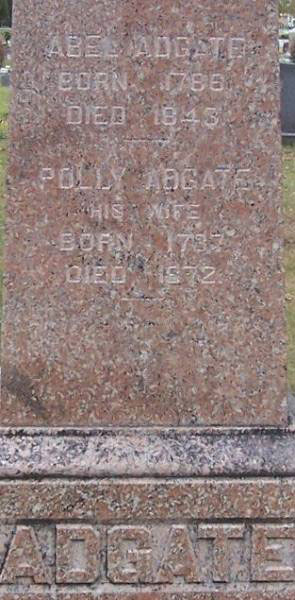 ABEL ADGATE
BORN 1786
DIED 1843
POLLY ADGATE
HIS WIFE
BORN 1787
DIED 1872
ADGATE